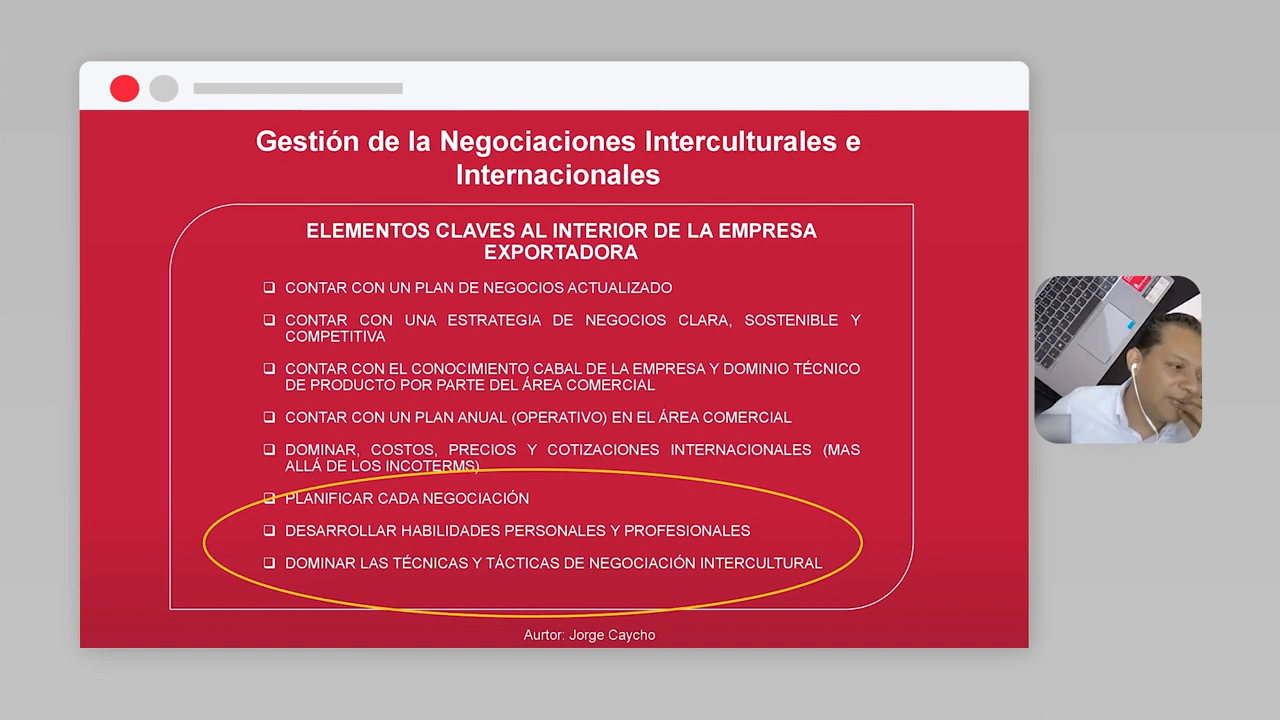 Gestión de la Negociaciones Interculturales e
Internacionales
ELEMENTOS CLAVES AL INTERIOR DE LA EMPRESA
EXPORTADORA
CONTAR CON UN PLAN DE NEGOCIOS ACTUALIZADO
CONTAR CON UNA ESTRATEGIA DE NEGOCIOS CLARA, SOSTENIBLE Y
COMPETITIVA
CONTAR CON EL CONOCIMIENTO CABAL DE LA EMPRESA Y DOMINIO TÉCNICO
DE PRODUCTO POR PARTE DEL ÁREA COMERCIAL
CONTAR CON UN PLAN ANUAL (OPERATIVO) EN EL ÁREA COMERCIAL
DOMINAR, COSTOS, PRECIOS Y COTIZACIONES INTERNACIONALES (MAS
ALLÁ DE LOS INCOTERMS)
PLANIFICAR CADA NEGOCIACIÓN
DESARROLLAR HABILIDADES PERSONALES Y PROFESIONALES
DOMINAR LAS TÉCNICAS Y TÁCTICAS DE NEGOCIACIÓN INTERCULTURAL
Aurtor: Jorge Caycho